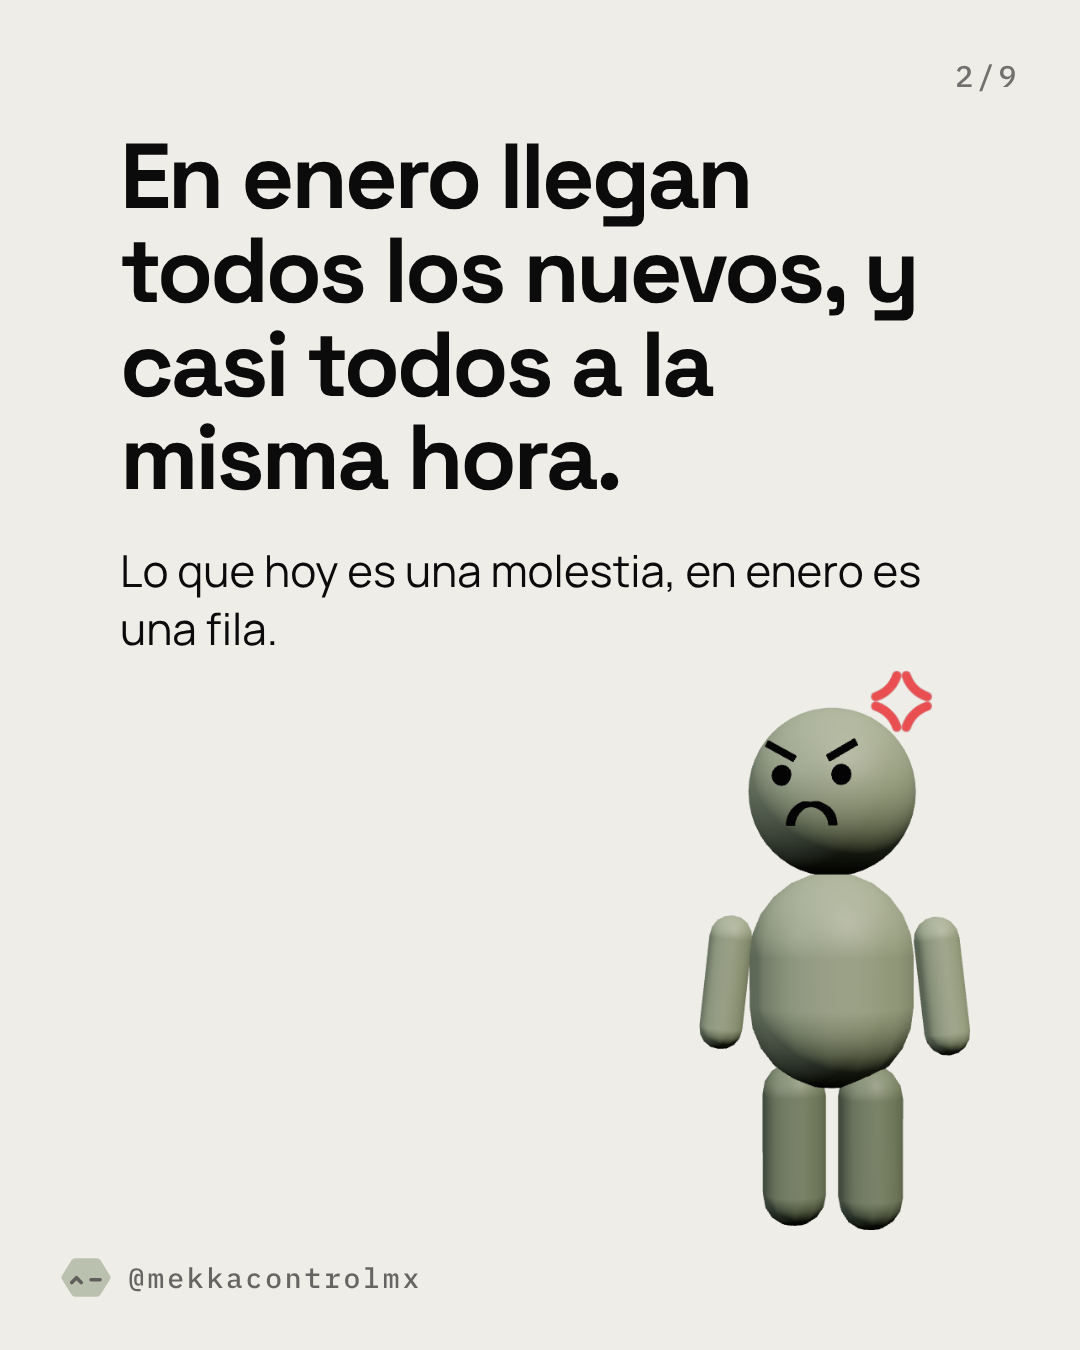 2/9
En enero llegan
todos los nuevos, y
casi todos a la
misma hora.
Lo que hoy es una molestia, en enero es
una fila.
@mekkacontrolmx